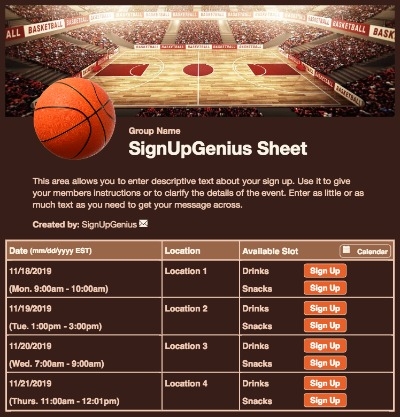 BASKETBALL BASKETBALL BASKETBALL BASKETBALL
BASKETBALL BASKETBALL BASKETBALL
Group Name
SignUpGenius Sheet
This area allows you to enter descriptive text about your sign up. Use it to give
your members instructions or to clarify the details of the event. Enter as little or as
much text as you need to get your message across.
Created by: SignUpGenius
Date (mm/dd/yyyy EST) Location Available Slot Calendar
11/18/2019 Location 1 Drinks Sign Up
(Mon. 9:00am - 10:00am) Snacks Sign Up
11/19/2019 Location 2 Drinks Sign Up
(Tue. 1:00pm - 3:00pm) Snacks Sign Up
11/20/2019 Location 3 Drinks Sign Up
(Wed. 7:00am - 9:00am) Snacks Sign Up
11/21/2019 Location 4 Drinks Sign Up
(Thurs. 11:00am - 12:01pm) Snacks Sign Up